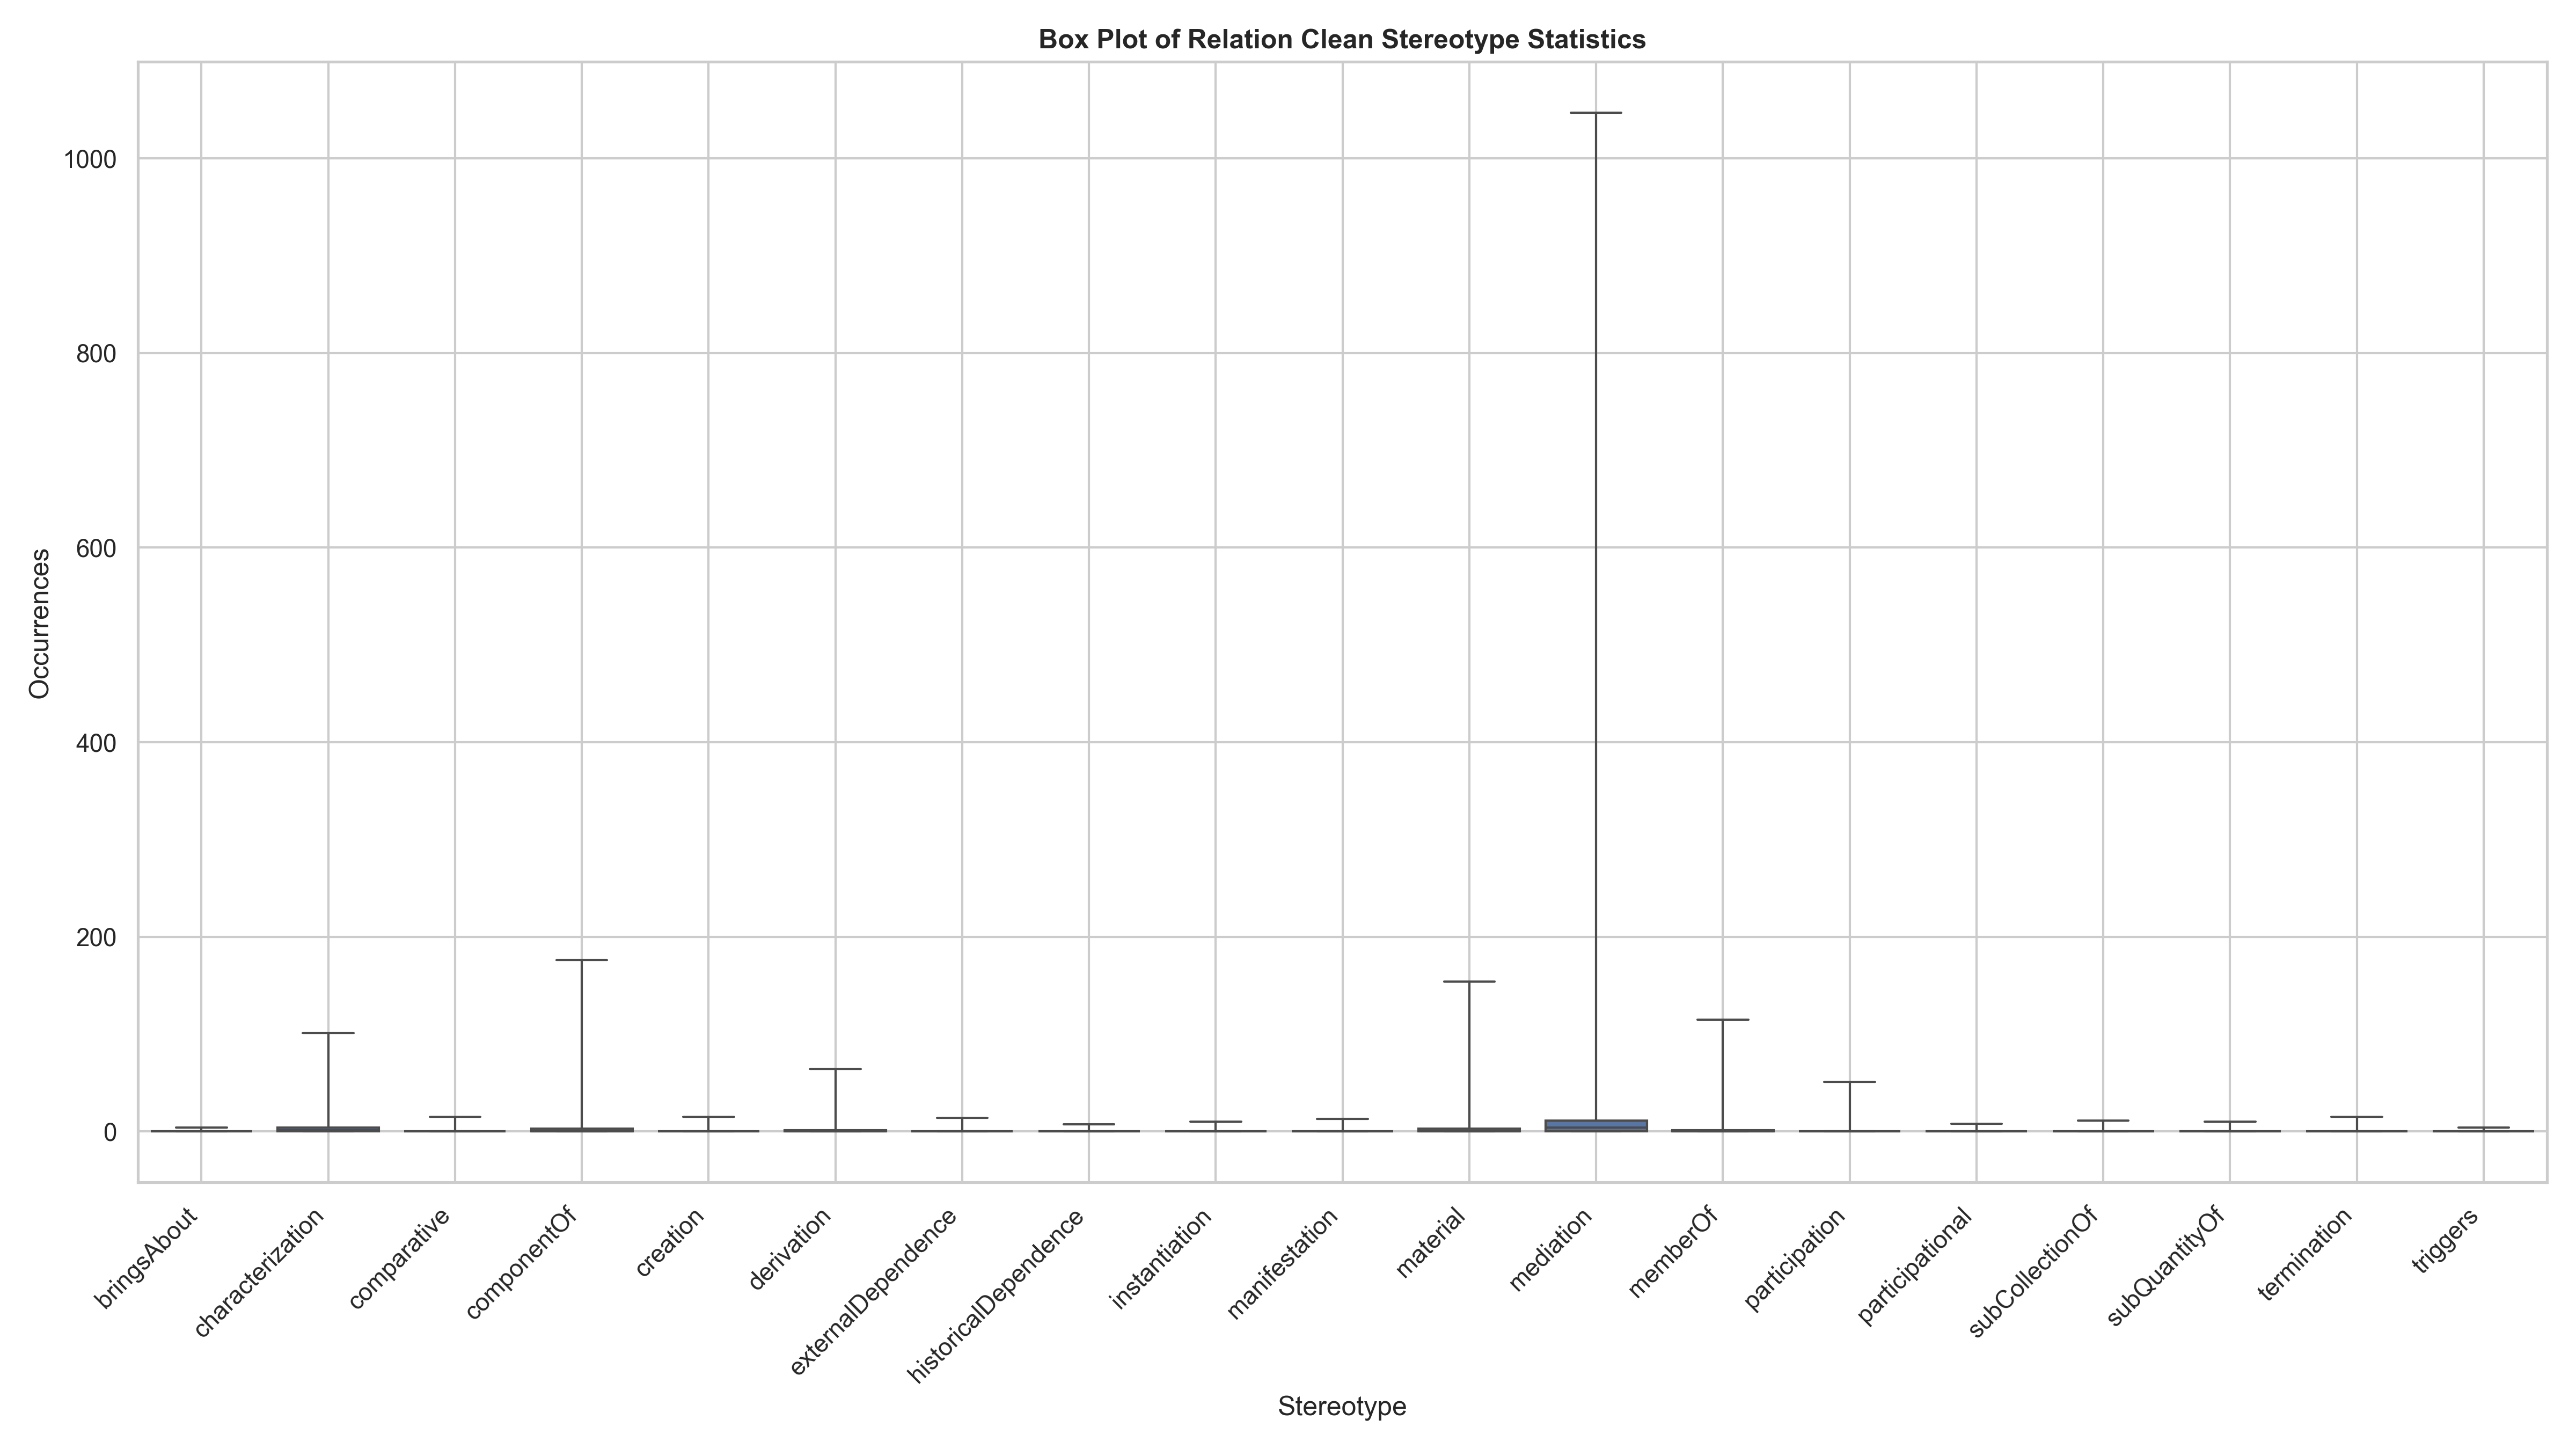 Box Plot of Relation Clean Stereotype Statistics
Occurrences
1000
800
600
400
200
0
bringsAbout
characterization
comparative
componentOf
creation
derivation
externalDependence
historicalDependence
instantiation
manifestation
material
mediation
memberOf
participation
participational
subCollectionOf
subQuantityOf
termination
triggers
Stereotype